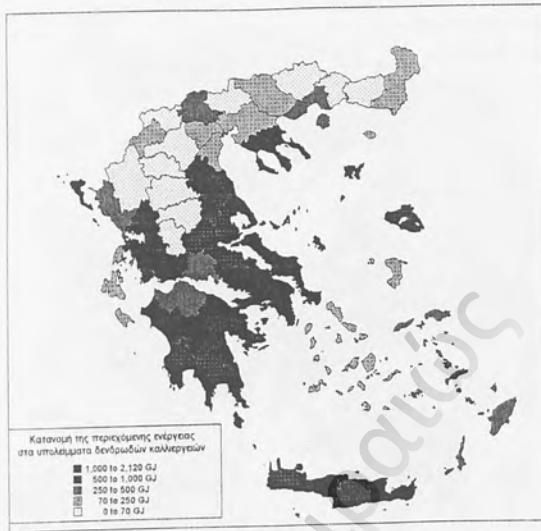 Κατανομή της περιεχόμενης ενέργειας
στα υπολείμματα δενδρωδών καλλιεργειών
1,000 to 2,120 GJ
500 to 1,000 GJ
250 to 500 GJ
70 to 250 GJ
0 to 70 GJ